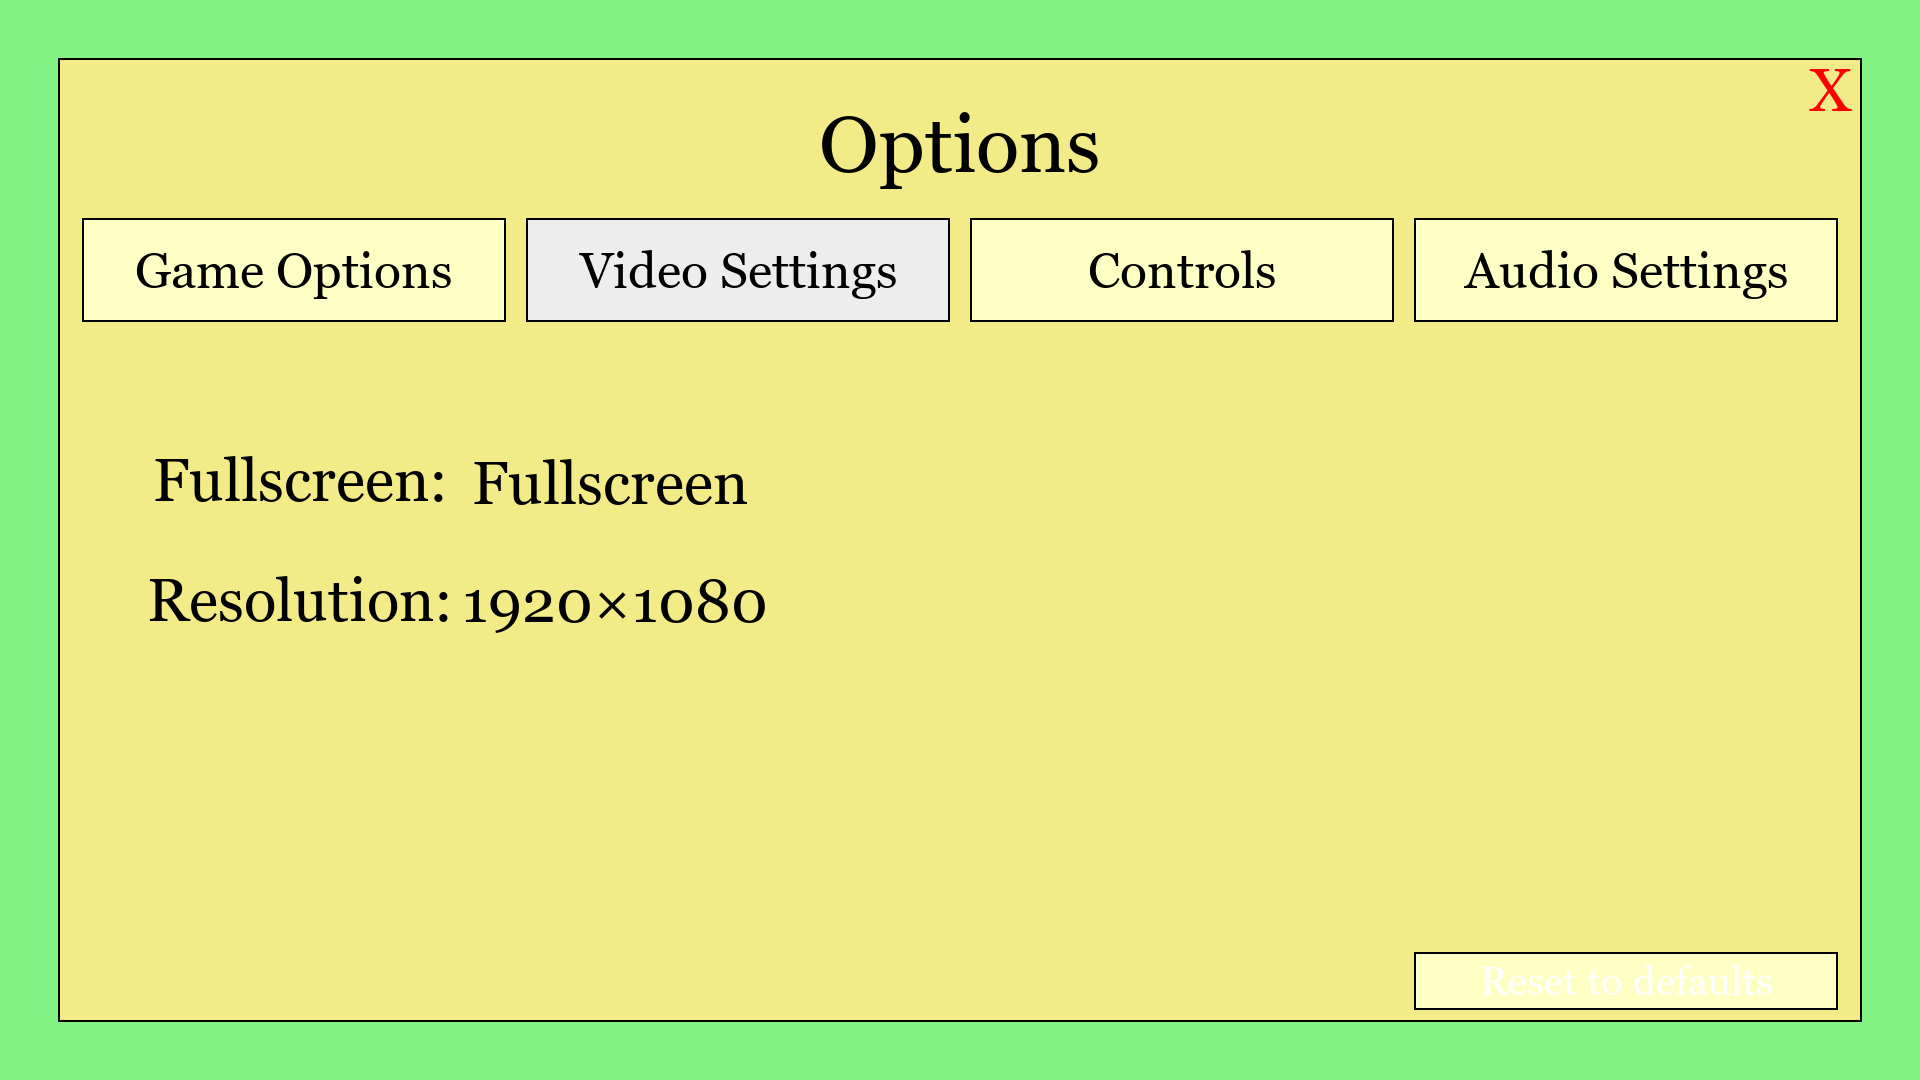 X
Options
Game Options
Video Settings
Controls
Audio Settings
Fullscreen: Fullscreen
Resolution: 1920×1080
Reset to defaults